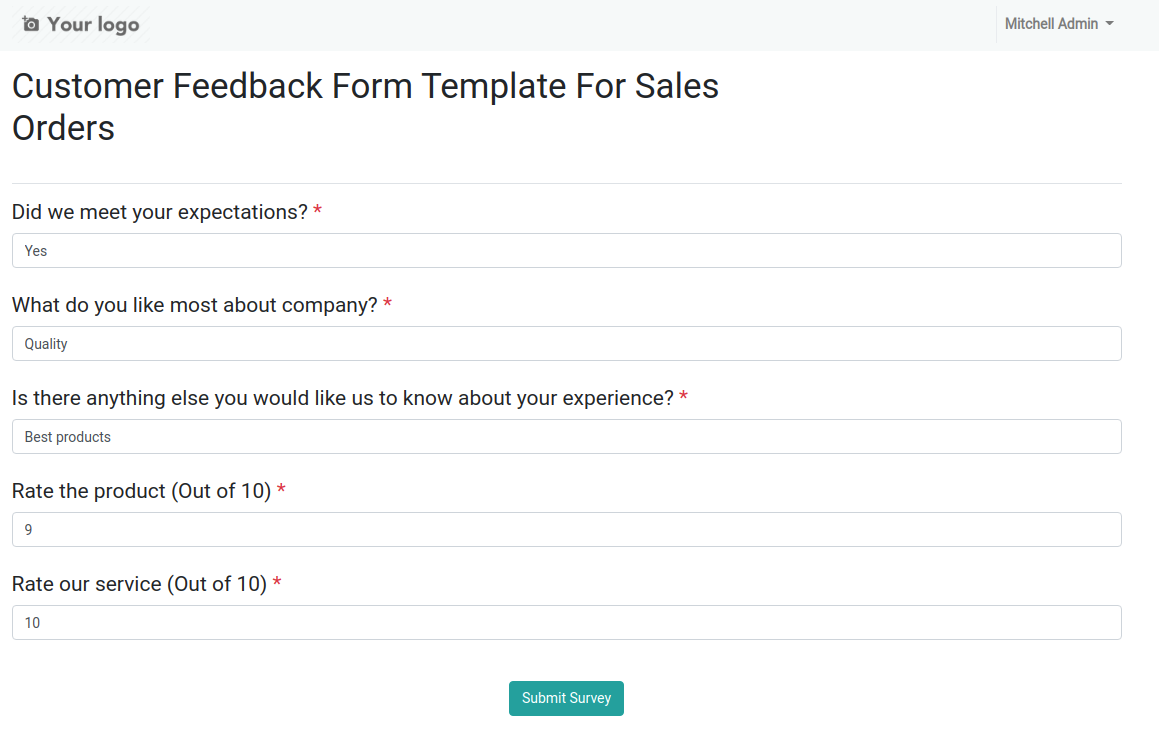 Your logo
Mitchell Admin
Customer Feedback Form Template For Sales
Orders
Did we meet your expectations? *
Yes
What do you like most about company? *
Quality
Is there anything else you would like us to know about your experience? *
Best products
Rate the product (Out of 10) *
9
Rate our service (Out of 10) *
10
Submit Survey